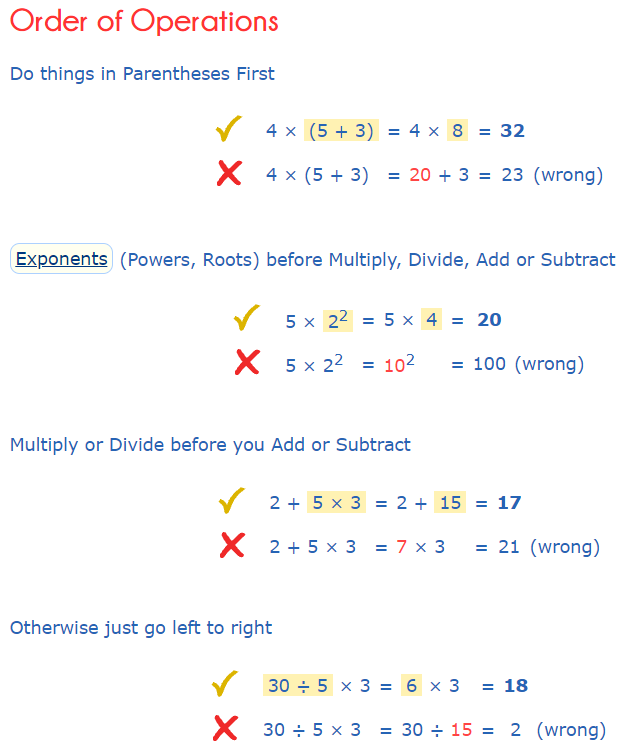 Order of Operations
Do things in Parentheses First
4 × (5 + 3) = 4 × 8 = 32
4 × (5 + 3) = 20 + 3 = 23 (wrong)
Exponents (Powers, Roots) before Multiply, Divide, Add or Subtract
5 × 2² = 5 × 4 = 20
5 × 2² = 10² = 100 (wrong)
Multiply or Divide before you Add or Subtract
2 + 5 × 3 = 2 + 15 = 17
2 + 5 × 3 = 7 × 3 = 21 (wrong)
Otherwise just go left to right
30 ÷ 5 × 3 = 6 × 3 = 18
30 ÷ 5 × 3 = 30 ÷ 15 = 2 (wrong)